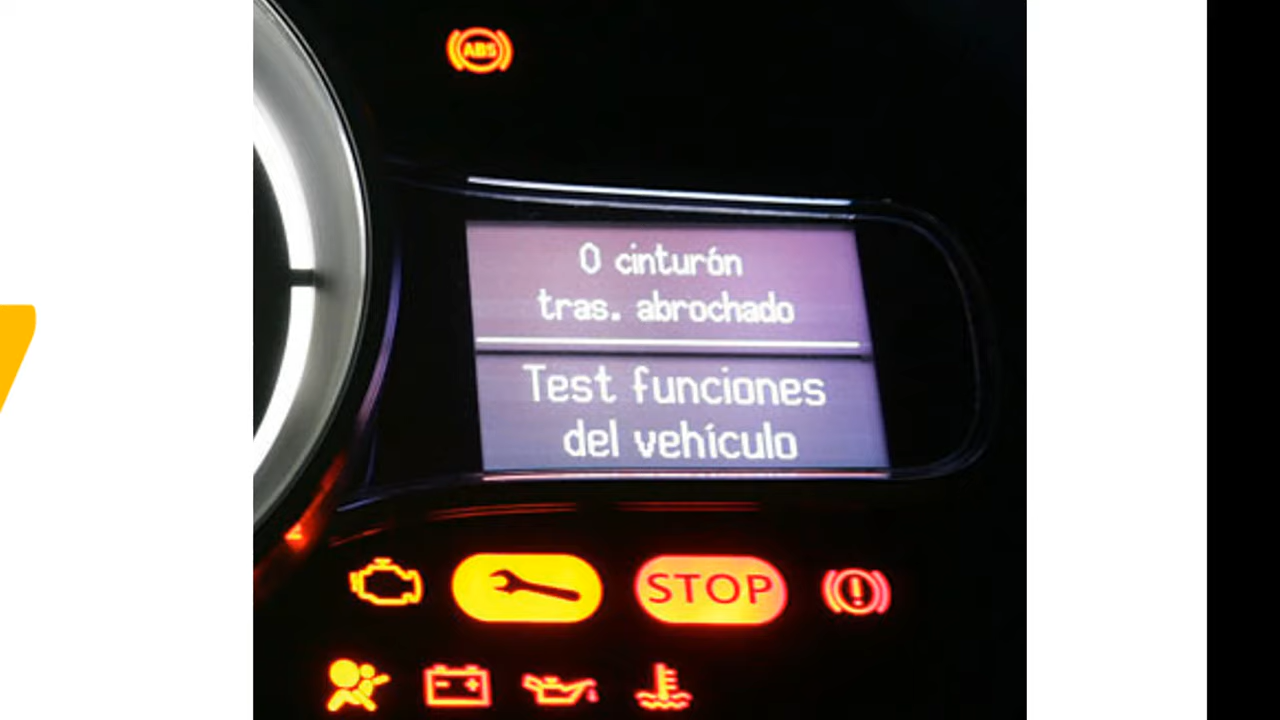 ABS
0 cinturón
tras. abrochado
Test funciones
del vehículo
STOP